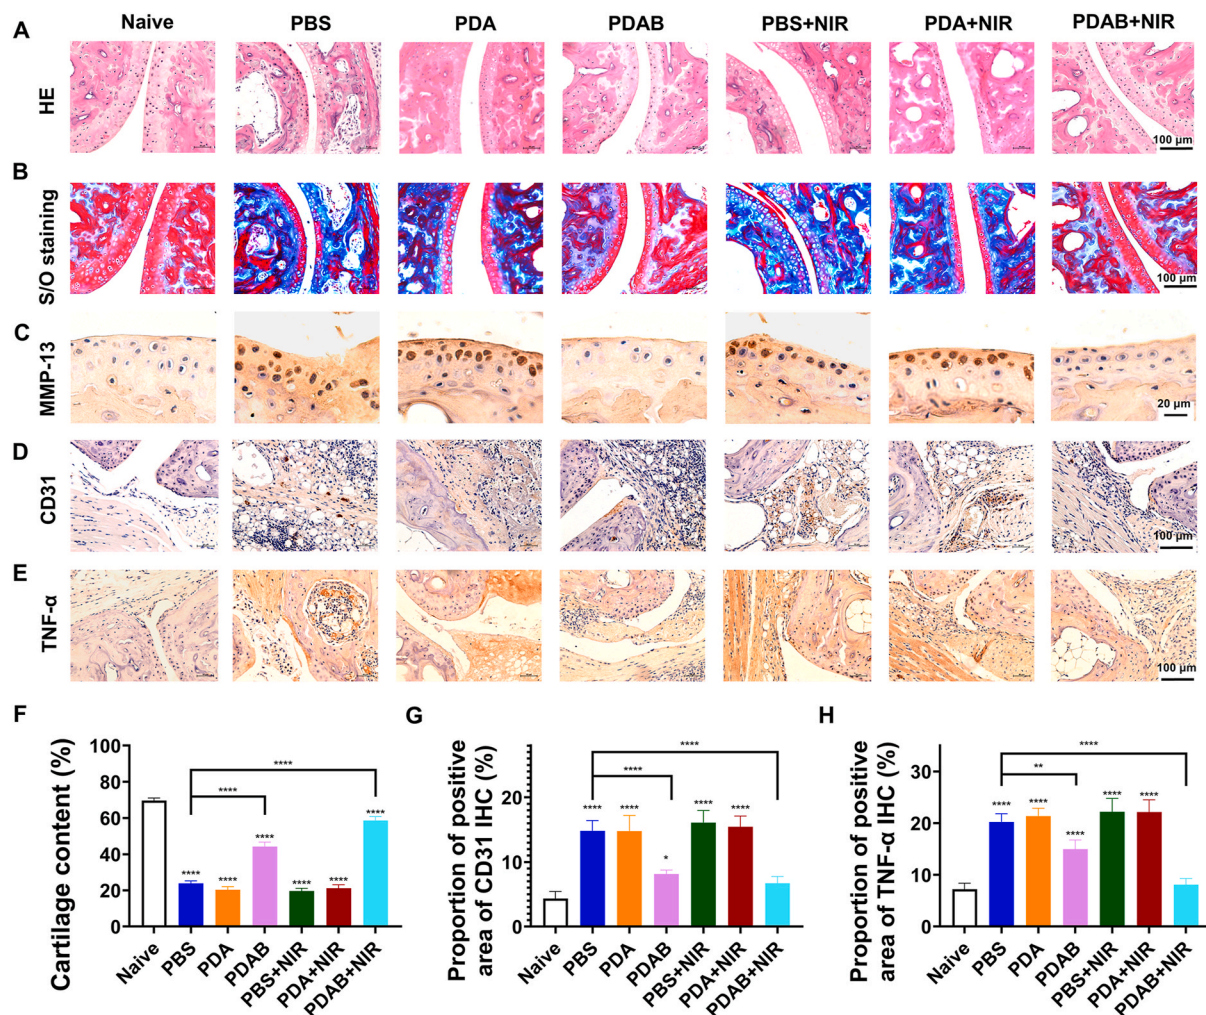 Naive PBS PDA PDAB PBS+NIR PDA+NIR PDAB+NIR
A
HE
100 µm
B
S/O staining
100 µm
C
MMP-13
20 µm
D
CD31
100 µm
E
TNF-α
100 µm
F
Cartilage content (%)
100
80
60
40
20
0
****
****
**** **** **** **** **** ****
Naive PBS PDA PDAB PBS+NIR PDA+NIR PDAB+NIR
G
Proportion of positive
area of CD31 IHC (%)
20
10
0
****
****
**** **** * **** ****
Naive PBS PDA PDAB PBS+NIR PDA+NIR PDAB+NIR
H
Proportion of positive
area of TNF-α IHC (%)
30
20
10
0
****
**
**** **** **** **** ****
Naive PBS PDA PDAB PBS+NIR PDA+NIR PDAB+NIR